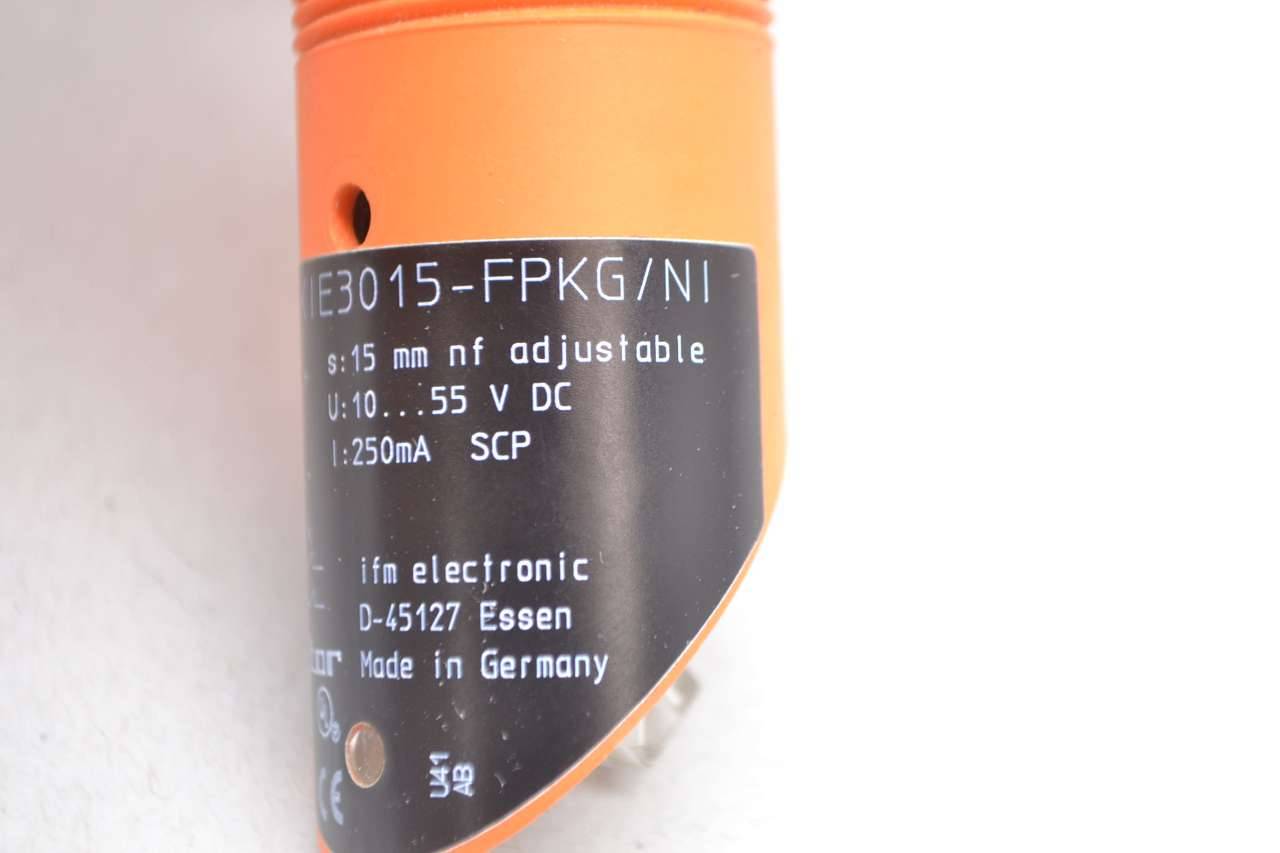 IE3015-FPKG/NI
s:15 mm nf adjustable
U:10...55 V DC
I:250mA SCP
ifm electronic
D-45127 Essen
Made in Germany
CE
U41
AB